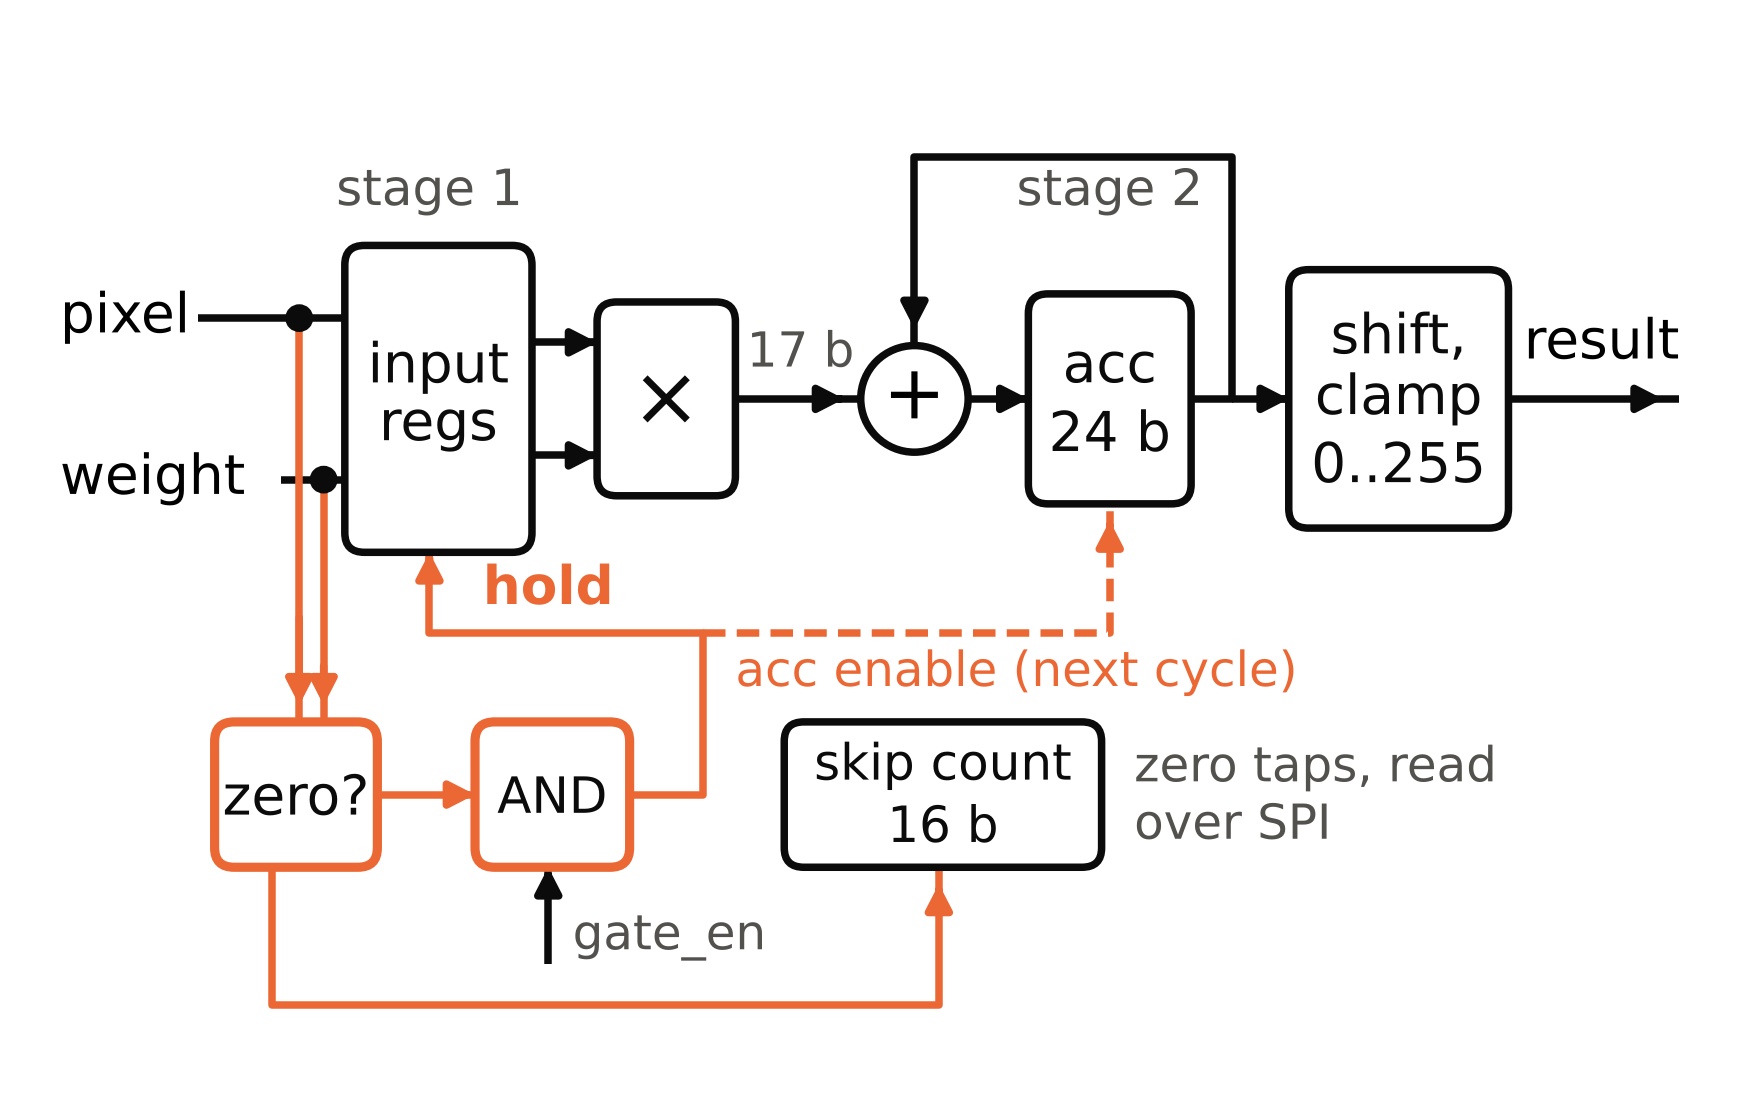 stage 1
stage 2
pixel
weight
input
regs
×
17 b
+
acc
24 b
shift,
clamp
0..255
result
hold
acc enable (next cycle)
zero?
AND
skip count
16 b
zero taps, read
over SPI
gate_en